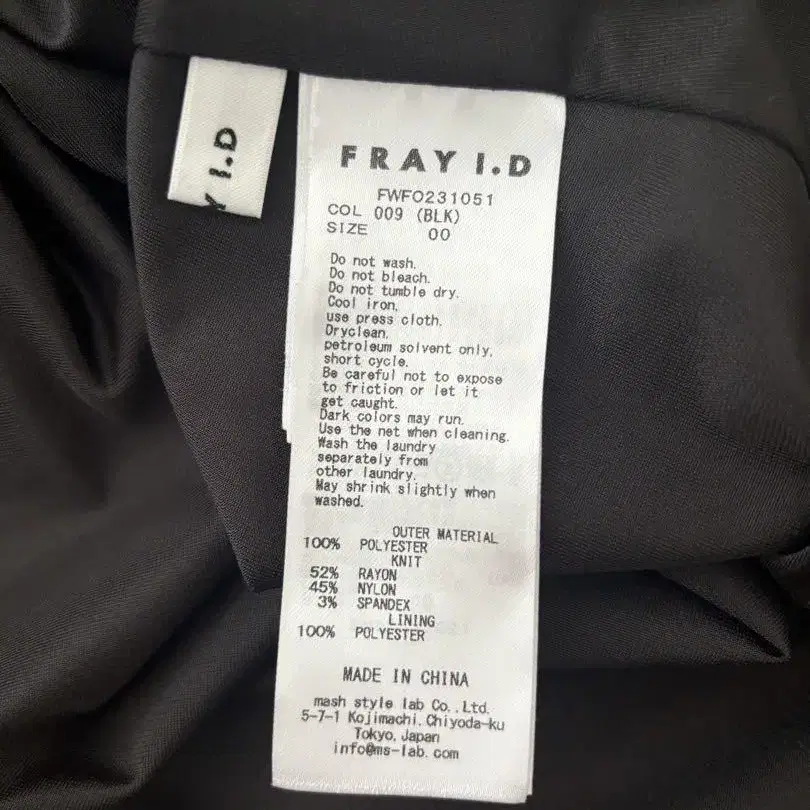 Y I.D
FRAY I.D
FWFO231051
COL 009 (BLK)
SIZE 00
Do not wash.
Do not bleach.
Do not tumble dry.
Cool iron,
use press cloth.
Dryclean,
petroleum solvent only,
short cycle.
Be careful not to expose
to friction or let it
get caught.
Dark colors may run.
Use the net when cleaning.
Wash the laundry
separately from
other laundry.
May shrink slightly when
washed.
OUTER MATERIAL
100% POLYESTER
KNIT
52% RAYON
45% NYLON
3% SPANDEX
LINING
100% POLYESTER
MADE IN CHINA
mash style lab Co.,Ltd.
5-7-1 Kojimachi,Chiyoda-ku
Tokyo,Japan
info@ms-lab.com